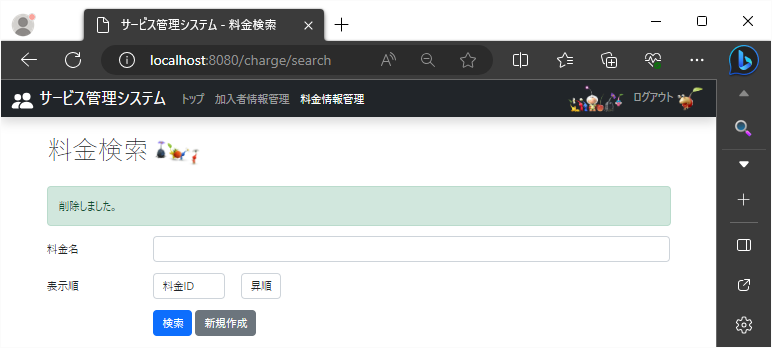 サービス管理システム - 料金検索
localhost:8080/charge/search
サービス管理システム トップ 加入者情報管理 料金情報管理 ログアウト
料金検索
削除しました。
料金名
表示順 料金ID 昇順
検索 新規作成